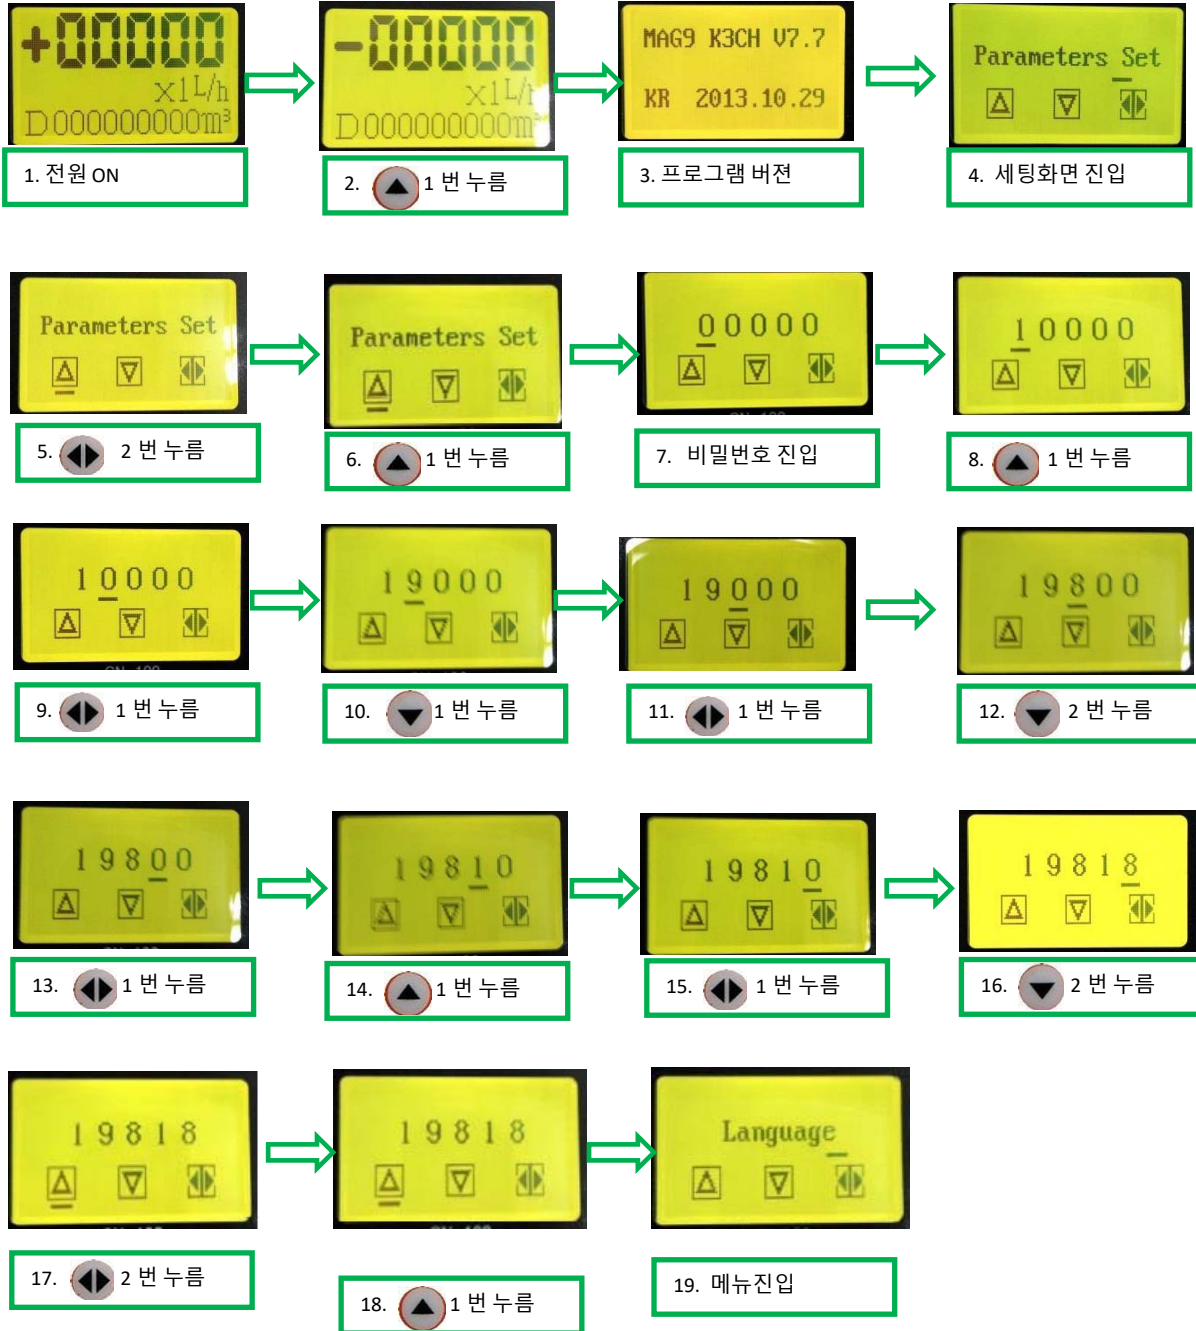 +00000
x1L/h
D000000000m³
1. 전원 ON
-00000
x1L/
D000000000m
2. 1 번 누름
MAG9 K3CH V7.7
KR 2013.10.29
3. 프로그램 버젼
Parameters Set
4. 세팅화면 진입
Parameters Set
5. 2 번 누름
Parameters Set
6. 1 번 누름
00000
7. 비밀번호 진입
10000
8. 1 번 누름
10000
9. 1 번 누름
19000
10. 1 번 누름
19000
11. 1 번 누름
19800
12. 2 번 누름
19800
13. 1 번 누름
19810
14. 1 번 누름
19810
15. 1 번 누름
19818
16. 2 번 누름
19818
17. 2 번 누름
19818
18. 1 번 누름
Language
19. 메뉴진입